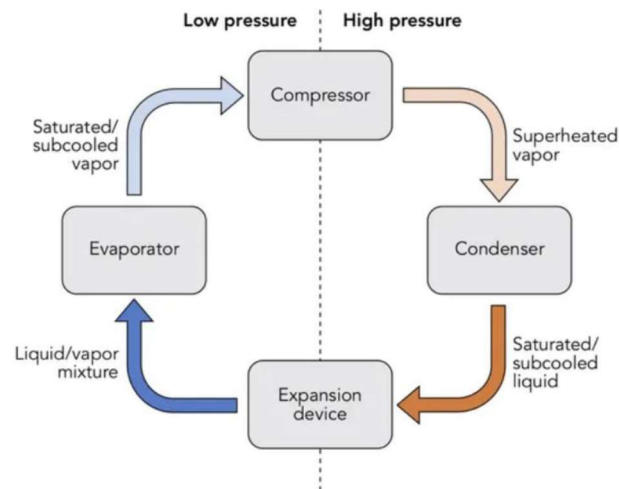 Low pressure
High pressure
Compressor
Saturated/
subcooled
vapor
Superheated
vapor
Evaporator
Condenser
Liquid/vapor
mixture
Saturated/
subcooled
liquid
Expansion
device